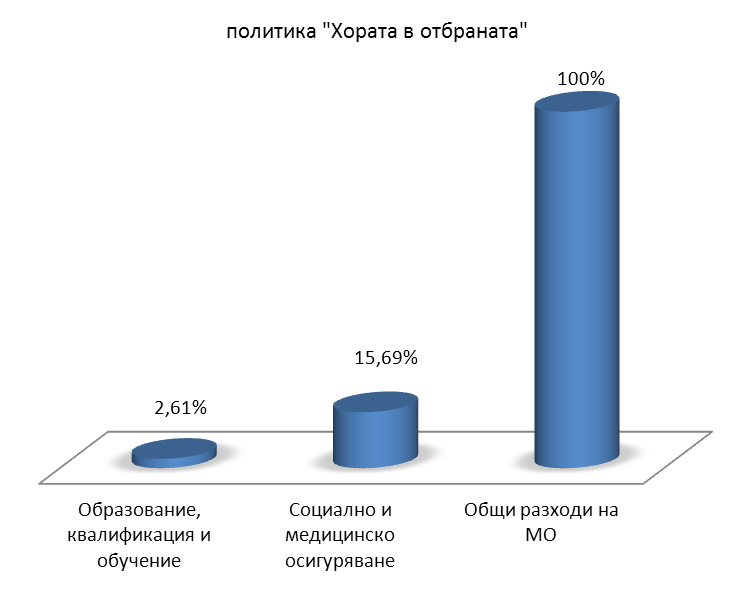 политика "Хората в отбраната"
100%
15,69%
2,61%
Образование,
квалификация и
обучение
Социално и
медицинско
осигуряване
Общи разходи на
МО